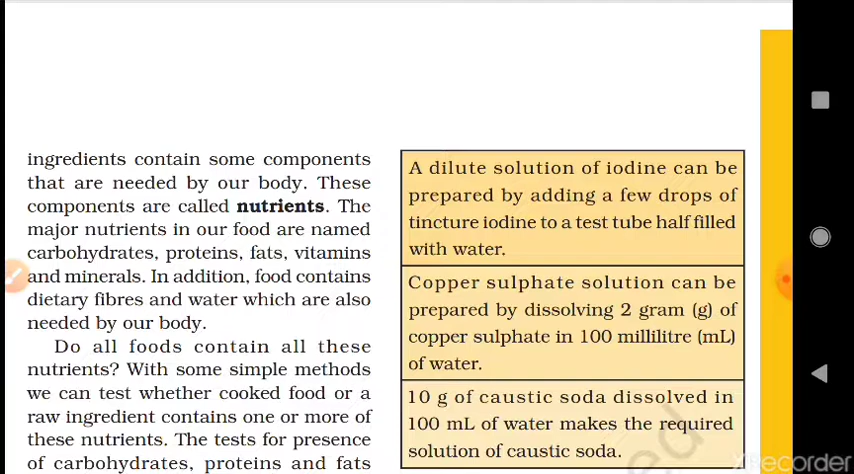 ingredients contain some components
that are needed by our body. These
components are called nutrients. The
major nutrients in our food are named
carbohydrates, proteins, fats, vitamins
and minerals. In addition, food contains
dietary fibres and water which are also
needed by our body.
Do all foods contain all these
nutrients? With some simple methods
we can test whether cooked food or a
raw ingredient contains one or more of
these nutrients. The tests for presence
of carbohydrates, proteins and fats
A dilute solution of iodine can be
prepared by adding a few drops of
tincture iodine to a test tube half filled
with water.
Copper sulphate solution can be
prepared by dissolving 2 gram (g) of
copper sulphate in 100 millilitre (mL)
of water.
10 g of caustic soda dissolved in
100 mL of water makes the required
solution of caustic soda.